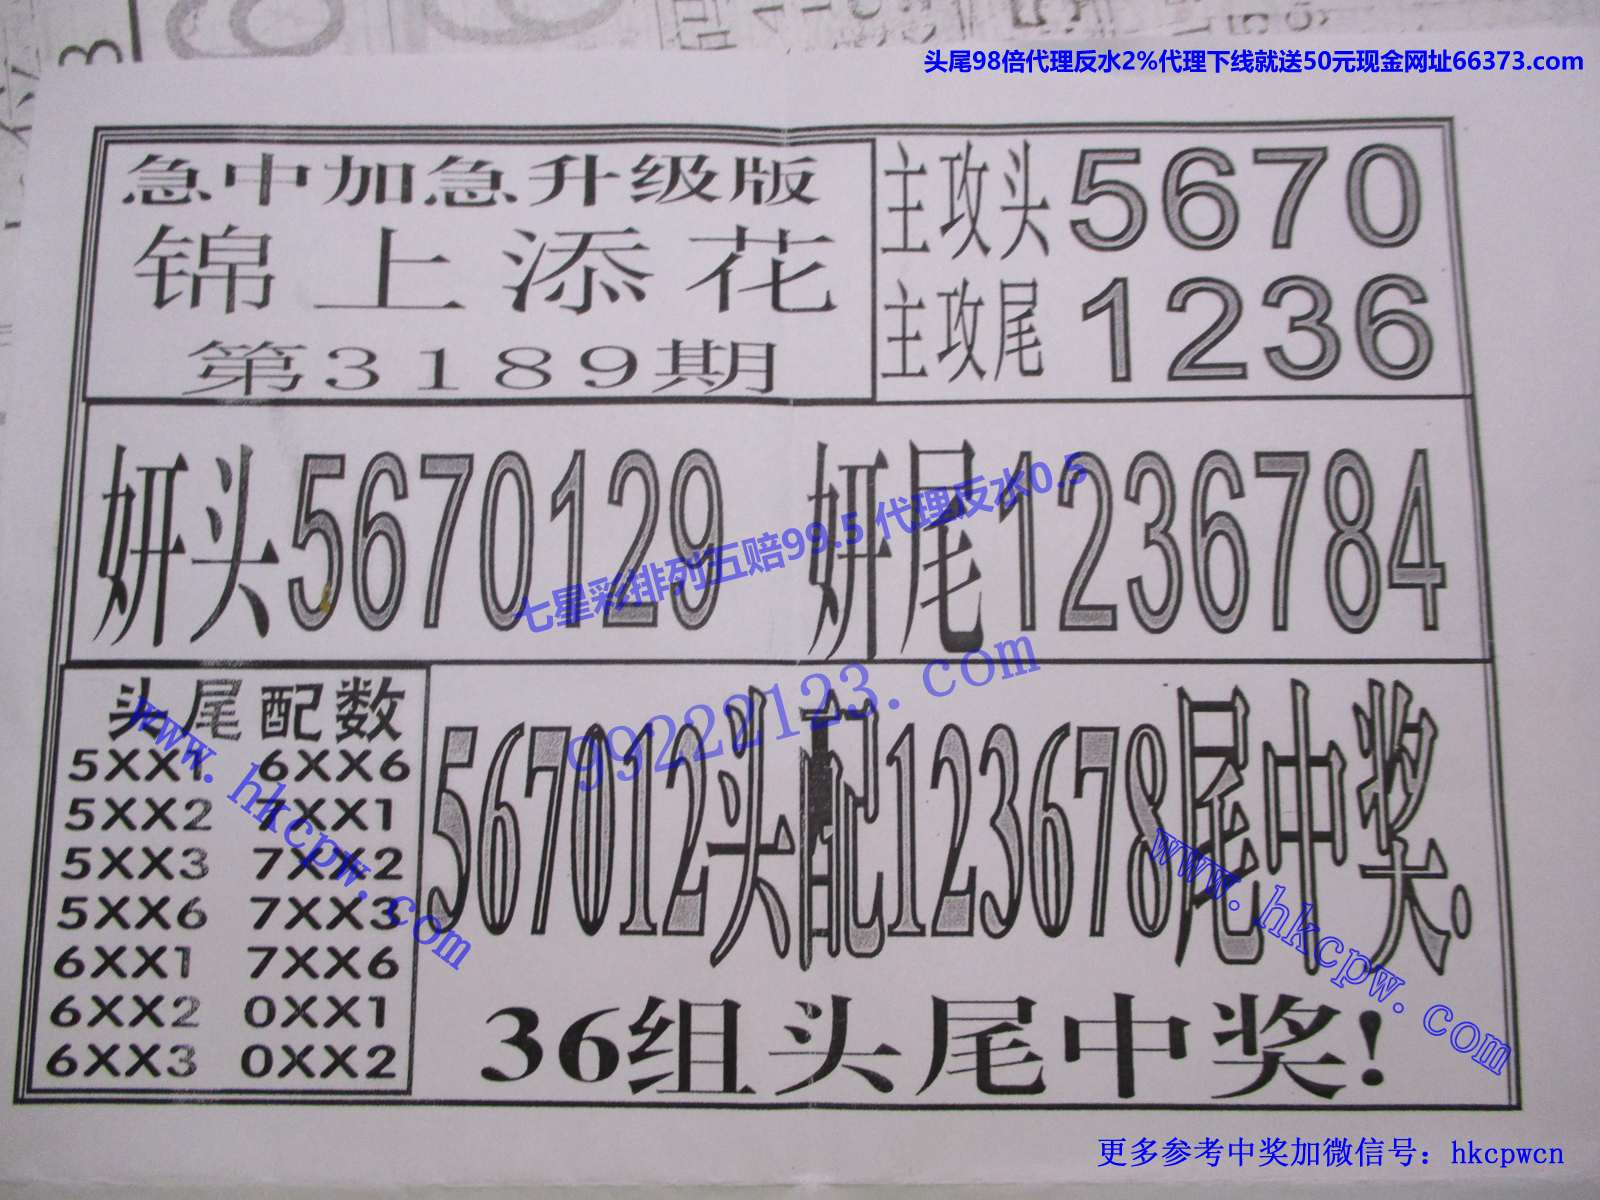 头尾98倍代理反水2%代理下线就送50元现金网址66373.com
急中加急升级版
锦上添花
第3189期
主攻头5670
主攻尾1236
妍头5670129 妍尾1236784
七星彩排列五赔99.5 代理反水0.5
99222123.com
头尾配数
5XX1 6XX6
5XX2 7XX1
5XX3 7XX2
5XX6 7XX3
6XX1 7XX6
6XX2 0XX1
6XX3 0XX2
www.hkcpw.com
567012头配123678尾中奖.
www.hkcpw.com
36组头尾中奖!
更多参考中奖加微信号：hkcpwcn